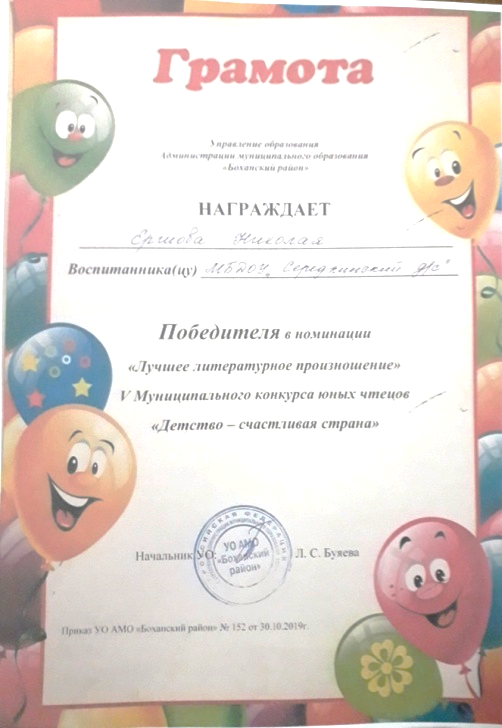 Грамота
Управление образования
Администрации муниципального образования
«Боханский район»
НАГРАЖДАЕТ
Ершова Николая
Воспитанника(цу) МБДОУ „Середкинский д/с"
Победителя в номинации
«Лучшее литературное произношение»
V Муниципального конкурса юных чтецов
«Детство – счастливая страна»
РОССИЙСКАЯ ФЕДЕРАЦИЯ
Начальник УО: УО АМО «Боханский район» Л. С. Буяева
Приказ УО АМО «Боханский район» № 152 от 30.10.2019г.